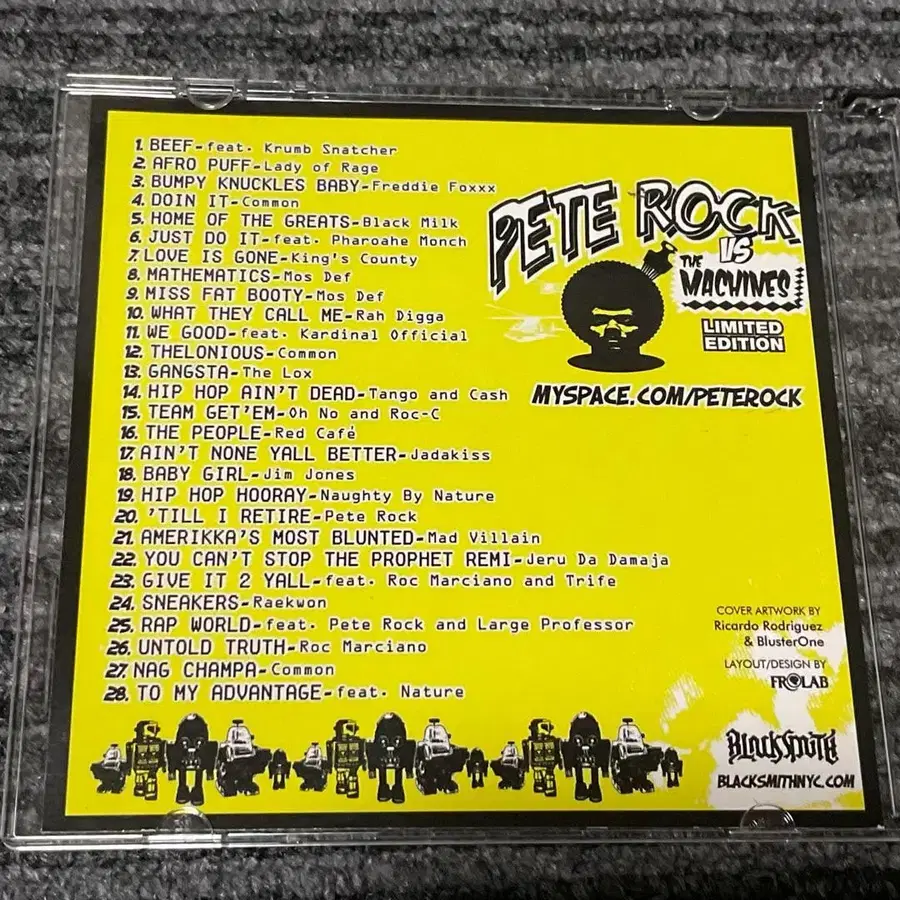 1. BEEF-feat. Krumb Snatcher
2. AFRO PUFF-Lady of Rage
3. BUMPY KNUCKLES BABY-Freddie Foxxx
4. DOIN IT-Common
5. HOME OF THE GREATS-Black Milk
6. JUST DO IT-feat. Pharoahe Monch
7. LOVE IS GONE-King's County
8. MATHEMATICS-Mos Def
9. MISS FAT BOOTY-Mos Def
10. WHAT THEY CALL ME-Rah Digga
11. WE GOOD-feat. Kardinal Official
12. THELONIOUS-Common
13. GANGSTA-The Lox
14. HIP HOP AIN'T DEAD-Tango and Cash
15. TEAM GET'EM-Oh No and Roc-C
16. THE PEOPLE-Red Café
17. AIN'T NONE YALL BETTER-Jadakiss
18. BABY GIRL-Jim Jones
19. HIP HOP HOORAY-Naughty By Nature
20. 'TILL I RETIRE-Pete Rock
21. AMERIKKA'S MOST BLUNTED-Mad Villain
22. YOU CAN'T STOP THE PROPHET REMI-Jeru Da Damaja
23. GIVE IT 2 YALL-feat. Roc Marciano and Trife
24. SNEAKERS-Raekwon
25. RAP WORLD-feat. Pete Rock and Large Professor
26. UNTOLD TRUTH-Roc Marciano
27. NAG CHAMPA-Common
28. TO MY ADVANTAGE-feat. Nature
PETE ROCK
VS
THE
MACHINES
LIMITED
EDITION
MYSPACE.COM/PETEROCK
COVER ARTWORK BY
Ricardo Rodriguez
& BlusterOne
LAYOUT/DESIGN BY
FROLAB
BLACKSMITH
BLACKSMITHNYC.COM